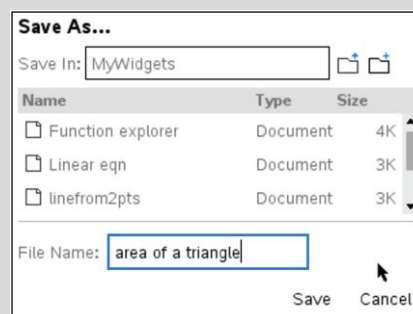 Save As...
Save In: MyWidgets
Name Type Size
Function explorer Document 4K
Linear eqn Document 3K
linefrom2pts Document 3K
File Name: area of a triangle
Save Cancel